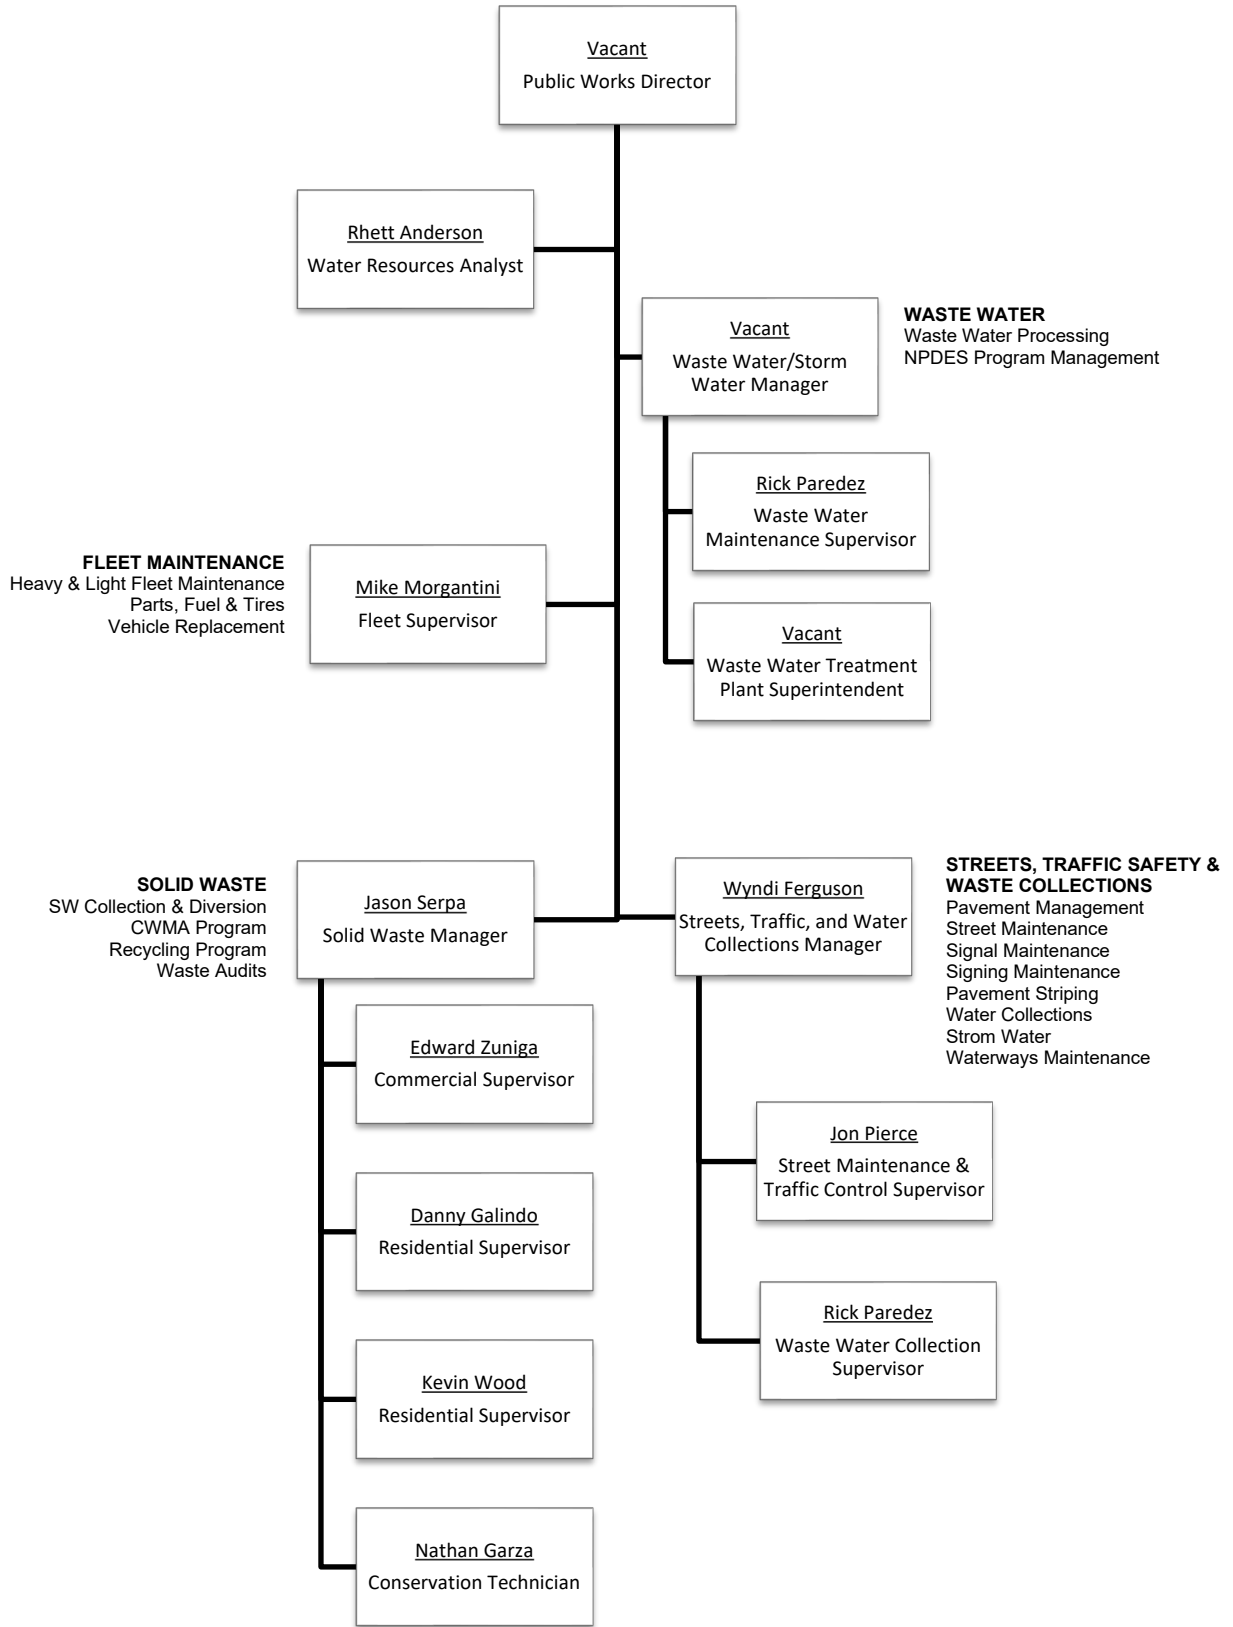 Vacant
Public Works Director
Rhett Anderson
Water Resources Analyst
Vacant
Waste Water/Storm
Water Manager
WASTE WATER
Waste Water Processing
NPDES Program Management
Rick Paredez
Waste Water
Maintenance Supervisor
FLEET MAINTENANCE
Heavy & Light Fleet Maintenance
Parts, Fuel & Tires
Vehicle Replacement
Mike Morgantini
Fleet Supervisor
Vacant
Waste Water Treatment
Plant Superintendent
SOLID WASTE
SW Collection & Diversion
CWMA Program
Recycling Program
Waste Audits
Jason Serpa
Solid Waste Manager
Wyndi Ferguson
Streets, Traffic, and Water
Collections Manager
STREETS, TRAFFIC SAFETY &
WASTE COLLECTIONS
Pavement Management
Street Maintenance
Signal Maintenance
Signing Maintenance
Pavement Striping
Water Collections
Strom Water
Waterways Maintenance
Edward Zuniga
Commercial Supervisor
Jon Pierce
Street Maintenance &
Traffic Control Supervisor
Danny Galindo
Residential Supervisor
Rick Paredez
Waste Water Collection
Supervisor
Kevin Wood
Residential Supervisor
Nathan Garza
Conservation Technician